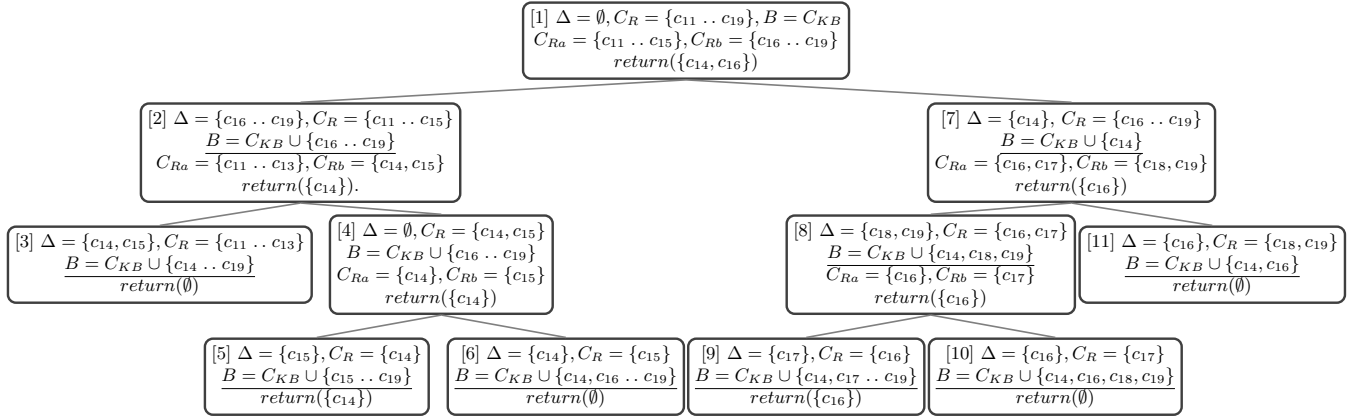 [1] Δ = ∅, C_R = {c_11 .. c_19}, B = C_KB
C_Ra = {c_11 .. c_15}, C_Rb = {c_16 .. c_19}
return({c_14, c_16})
[2] Δ = {c_16 .. c_19}, C_R = {c_11 .. c_15}
B = C_KB ∪ {c_16 .. c_19}
C_Ra = {c_11 .. c_13}, C_Rb = {c_14, c_15}
return({c_14}).
[7] Δ = {c_14}, C_R = {c_16 .. c_19}
B = C_KB ∪ {c_14}
C_Ra = {c_16, c_17}, C_Rb = {c_18, c_19}
return({c_16})
[3] Δ = {c_14, c_15}, C_R = {c_11 .. c_13}
B = C_KB ∪ {c_14 .. c_19}
return(∅)
[4] Δ = ∅, C_R = {c_14, c_15}
B = C_KB ∪ {c_16 .. c_19}
C_Ra = {c_14}, C_Rb = {c_15}
return({c_14})
[8] Δ = {c_18, c_19}, C_R = {c_16, c_17}
B = C_KB ∪ {c_14, c_18, c_19}
C_Ra = {c_16}, C_Rb = {c_17}
return({c_16})
[11] Δ = {c_16}, C_R = {c_18, c_19}
B = C_KB ∪ {c_14, c_16}
return(∅)
[5] Δ = {c_15}, C_R = {c_14}
B = C_KB ∪ {c_15 .. c_19}
return({c_14})
[6] Δ = {c_14}, C_R = {c_15}
B = C_KB ∪ {c_14, c_16 .. c_19}
return(∅)
[9] Δ = {c_17}, C_R = {c_16}
B = C_KB ∪ {c_14, c_17 .. c_19}
return({c_16})
[10] Δ = {c_16}, C_R = {c_17}
B = C_KB ∪ {c_14, c_16, c_18, c_19}
return(∅)